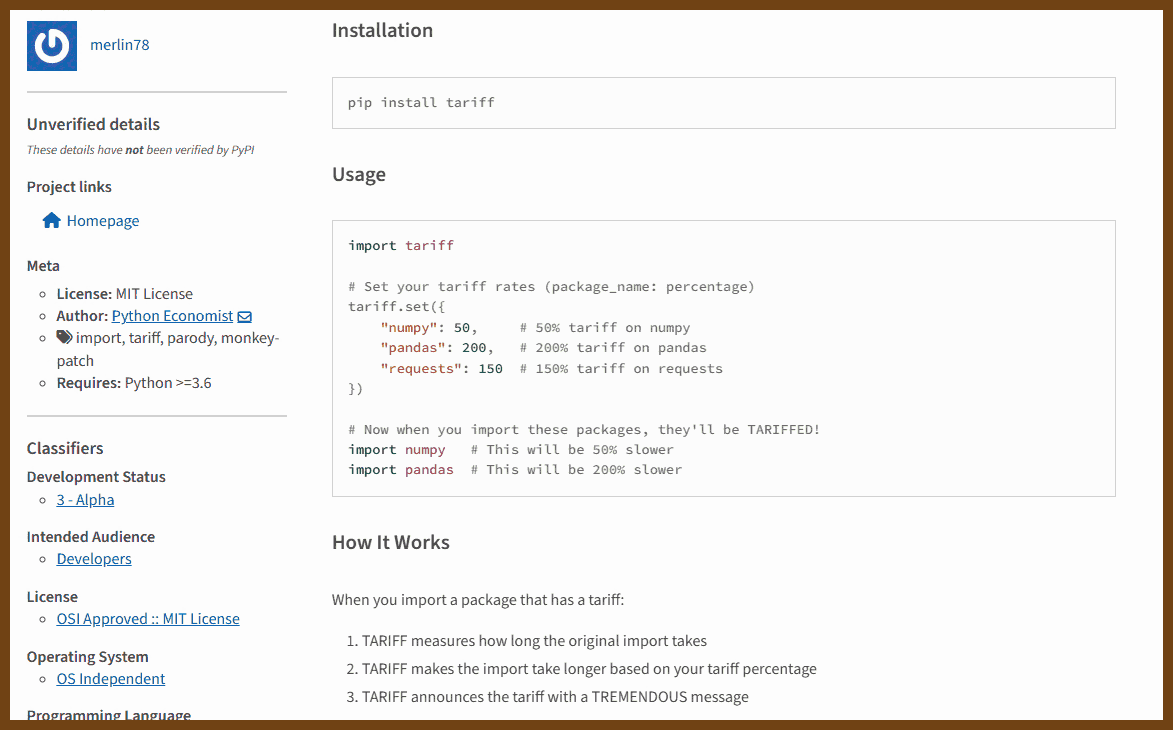 merlin78
Unverified details
These details have not been verified by PyPI
Project links
Homepage
Meta
License: MIT License
Author: Python Economist
import, tariff, parody, monkey-
patch
Requires: Python >=3.6
Classifiers
Development Status
3 - Alpha
Intended Audience
Developers
License
OSI Approved :: MIT License
Operating System
OS Independent
Programming Language
Installation
pip install tariff
Usage
import tariff
# Set your tariff rates (package_name: percentage)
tariff.set({
    "numpy": 50,     # 50% tariff on numpy
    "pandas": 200,   # 200% tariff on pandas
    "requests": 150  # 150% tariff on requests
})
# Now when you import these packages, they'll be TARIFFED!
import numpy   # This will be 50% slower
import pandas  # This will be 200% slower
How It Works
When you import a package that has a tariff:
1. TARIFF measures how long the original import takes
2. TARIFF makes the import take longer based on your tariff percentage
3. TARIFF announces the tariff with a TREMENDOUS message